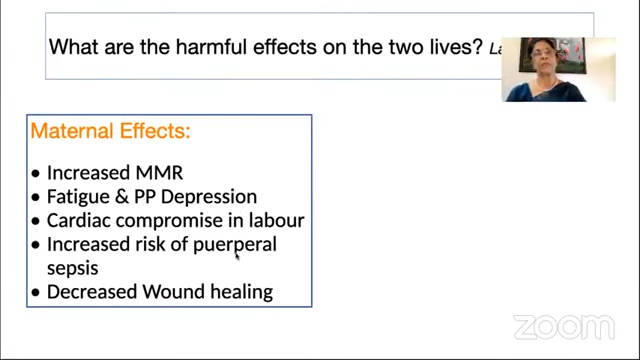 What are the harmful effects on the two lives? La
Maternal Effects:
• Increased MMR
• Fatigue & PP Depression
• Cardiac compromise in labour
• Increased risk of puerperal
sepsis
• Decreased Wound healing
zoom